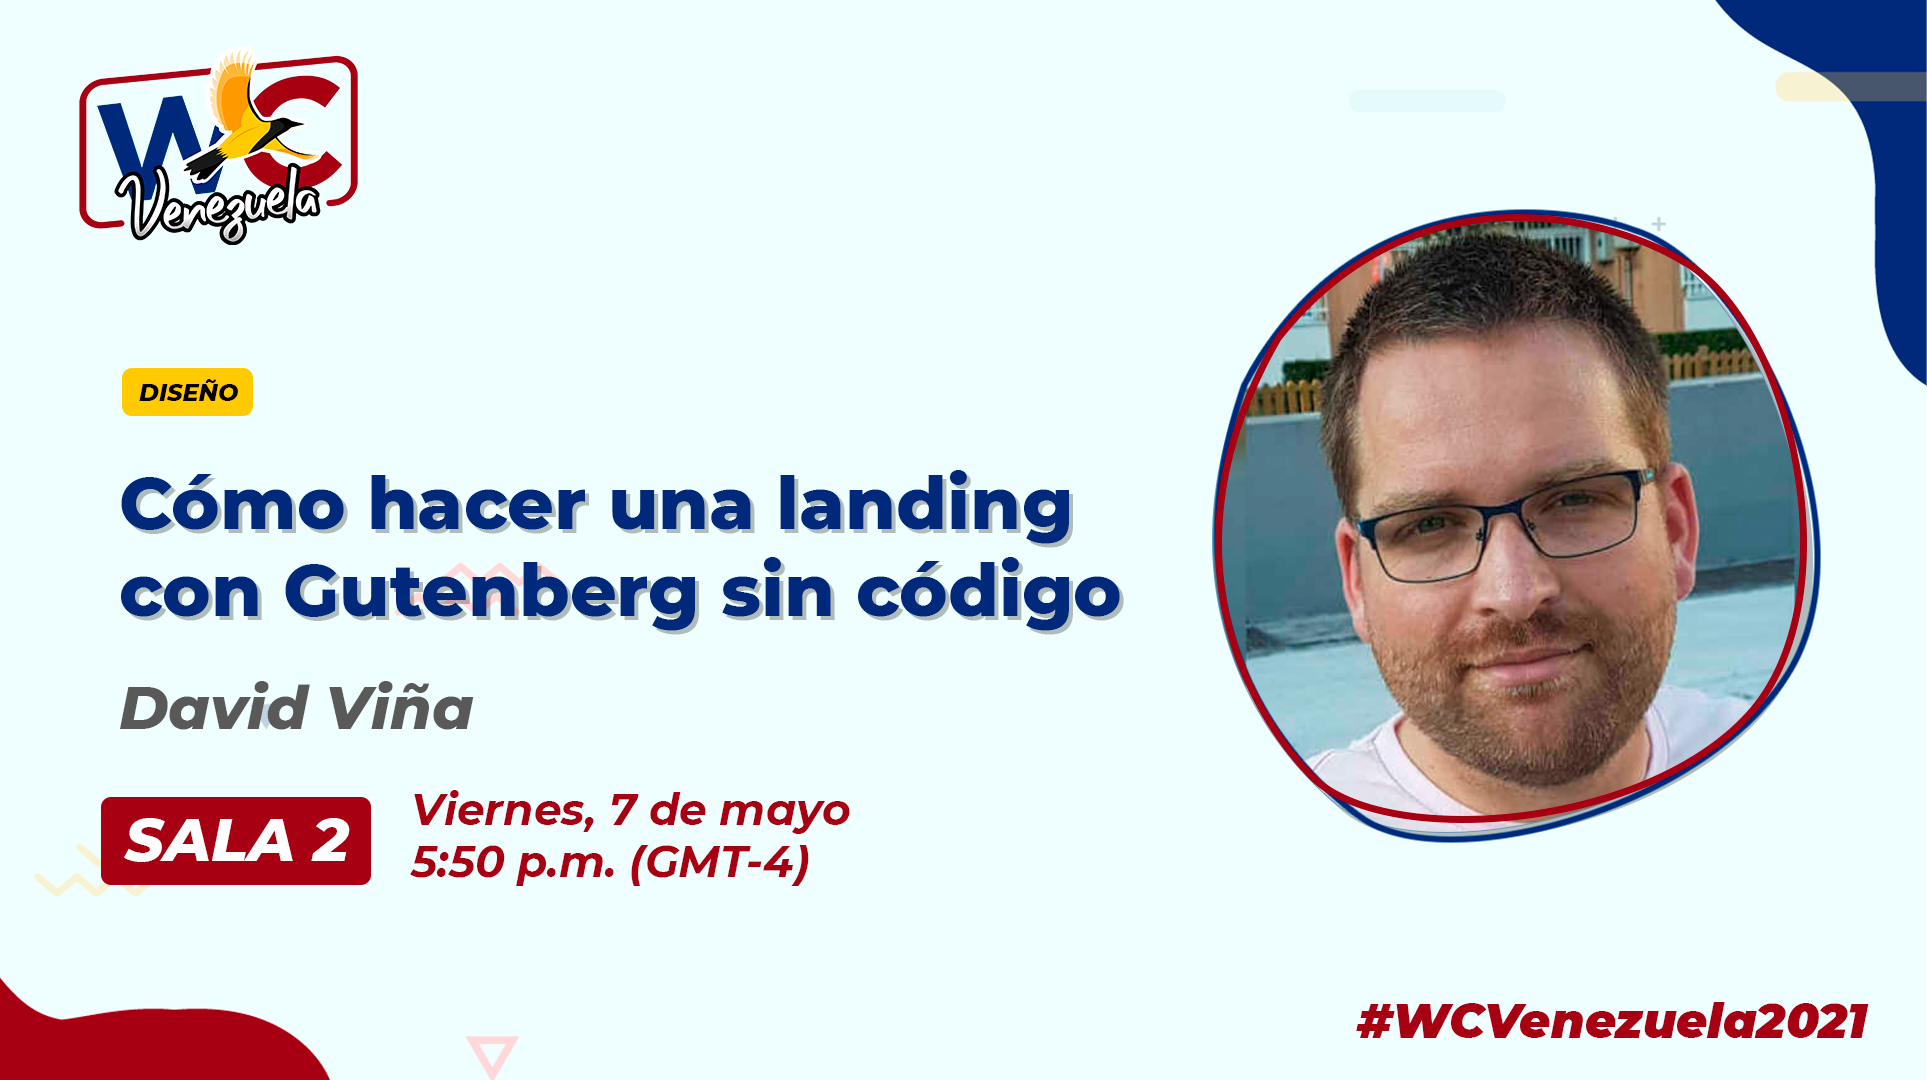 WC
Venezuela
DISEÑO
Cómo hacer una landing
con Gutenberg sin código
David Viña
SALA 2
Viernes, 7 de mayo
5:50 p.m. (GMT-4)
#WCVenezuela2021